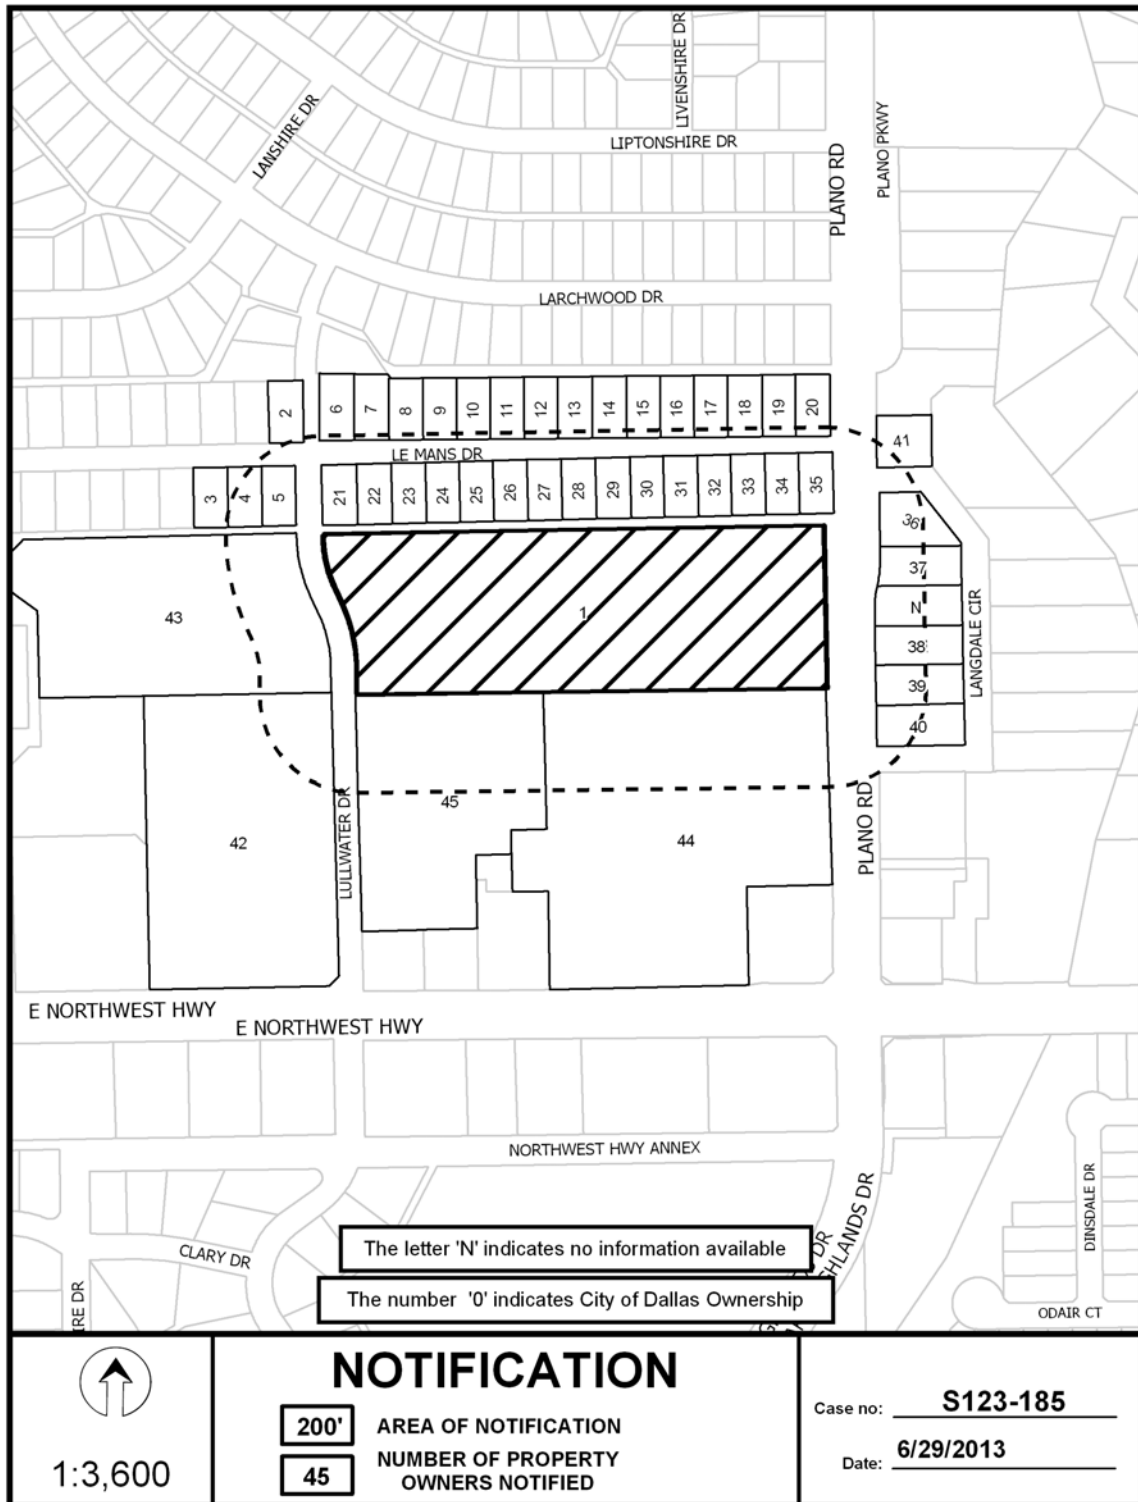 LIVENSHIRE DR
LANSHIRE DR
LIPTONSHIRE DR
PLANO RD
PLANO PKWY
LARCHWOOD DR
2
6
7
8
9
10
11
12
13
14
15
16
17
18
19
20
41
LE MANS DR
3
4
5
21
22
23
24
25
26
27
28
29
30
31
32
33
34
35
36
37
N
38
39
40
LANGDALE CIR
43
1
42
LULLWATER DR
45
44
PLANO RD
E NORTHWEST HWY
E NORTHWEST HWY
NORTHWEST HWY ANNEX
CLARY DR
IRE DR
DR
HLANDS DR
DINSDALE DR
ODAIR CT
The letter 'N' indicates no information available
The number '0' indicates City of Dallas Ownership
1:3,600
NOTIFICATION
200' AREA OF NOTIFICATION
45 NUMBER OF PROPERTY
OWNERS NOTIFIED
Case no: S123-185
Date: 6/29/2013